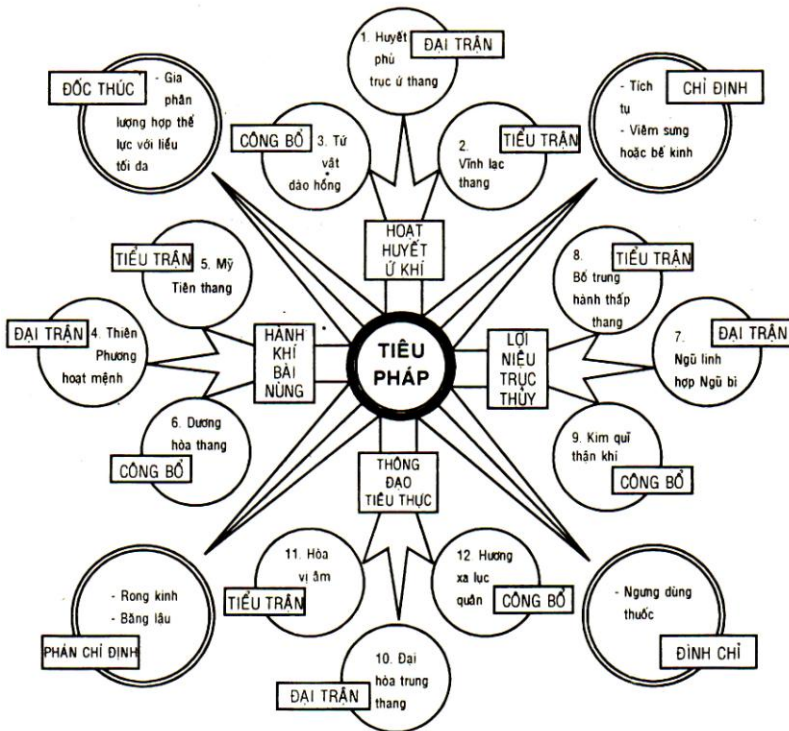 1. Huyết
phủ
trục ứ thang
ĐẠI TRẬN
ĐỐC THÚC
- Gia
phân
lượng hợp thể
lực với liều
tối đa
CÔNG BỔ
3. Tứ
vật
đào hồng
2.
Vĩnh lạc
thang
TIỂU TRẬN
- Tích
tụ
- Viêm sưng
hoặc bế kinh
CHỈ ĐỊNH
HOẠT
HUYẾT
Ứ KHÍ
TIỂU TRẬN
5. Mỹ
Tiên thang
ĐẠI TRẬN
4. Thiên
Phương
hoạt mệnh
6. Dương
hòa thang
CÔNG BỔ
HÀNH
KHÍ
BÀI
NÙNG
TIÊU
PHÁP
LỢI
NIỆU
TRỤC
THỦY
8.
Bổ trung
hành thấp
thang
TIỂU TRẬN
7.
Ngũ linh
hợp Ngũ bì
ĐẠI TRẬN
9. Kim quĩ
thận khí
CÔNG BỔ
THÔNG
ĐẠO
TIÊU THỰC
11. Hòa
vị âm
TIỂU TRẬN
12 Hương
xa lục
quân
CÔNG BỔ
10. Đại
hòa trung
thang
ĐẠI TRẬN
- Rong kinh
- Băng lậu
PHẢN CHỈ ĐỊNH
- Ngưng dùng
thuốc
ĐÌNH CHỈ